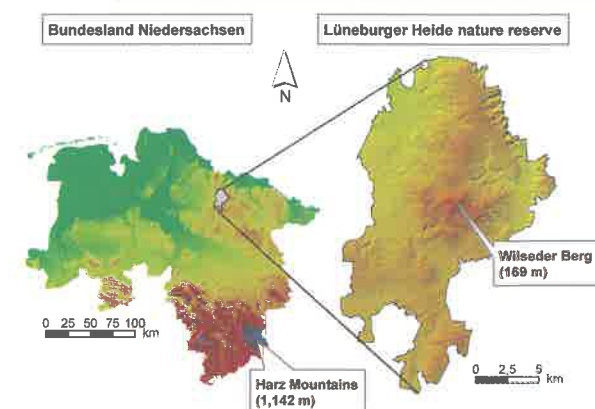 Bundesland Niedersachsen
Lüneburger Heide nature reserve
N
Wilseder Berg
(169 m)
0 25 50 75 100
km
0 2,5 5
km
Harz Mountains
(1,142 m)